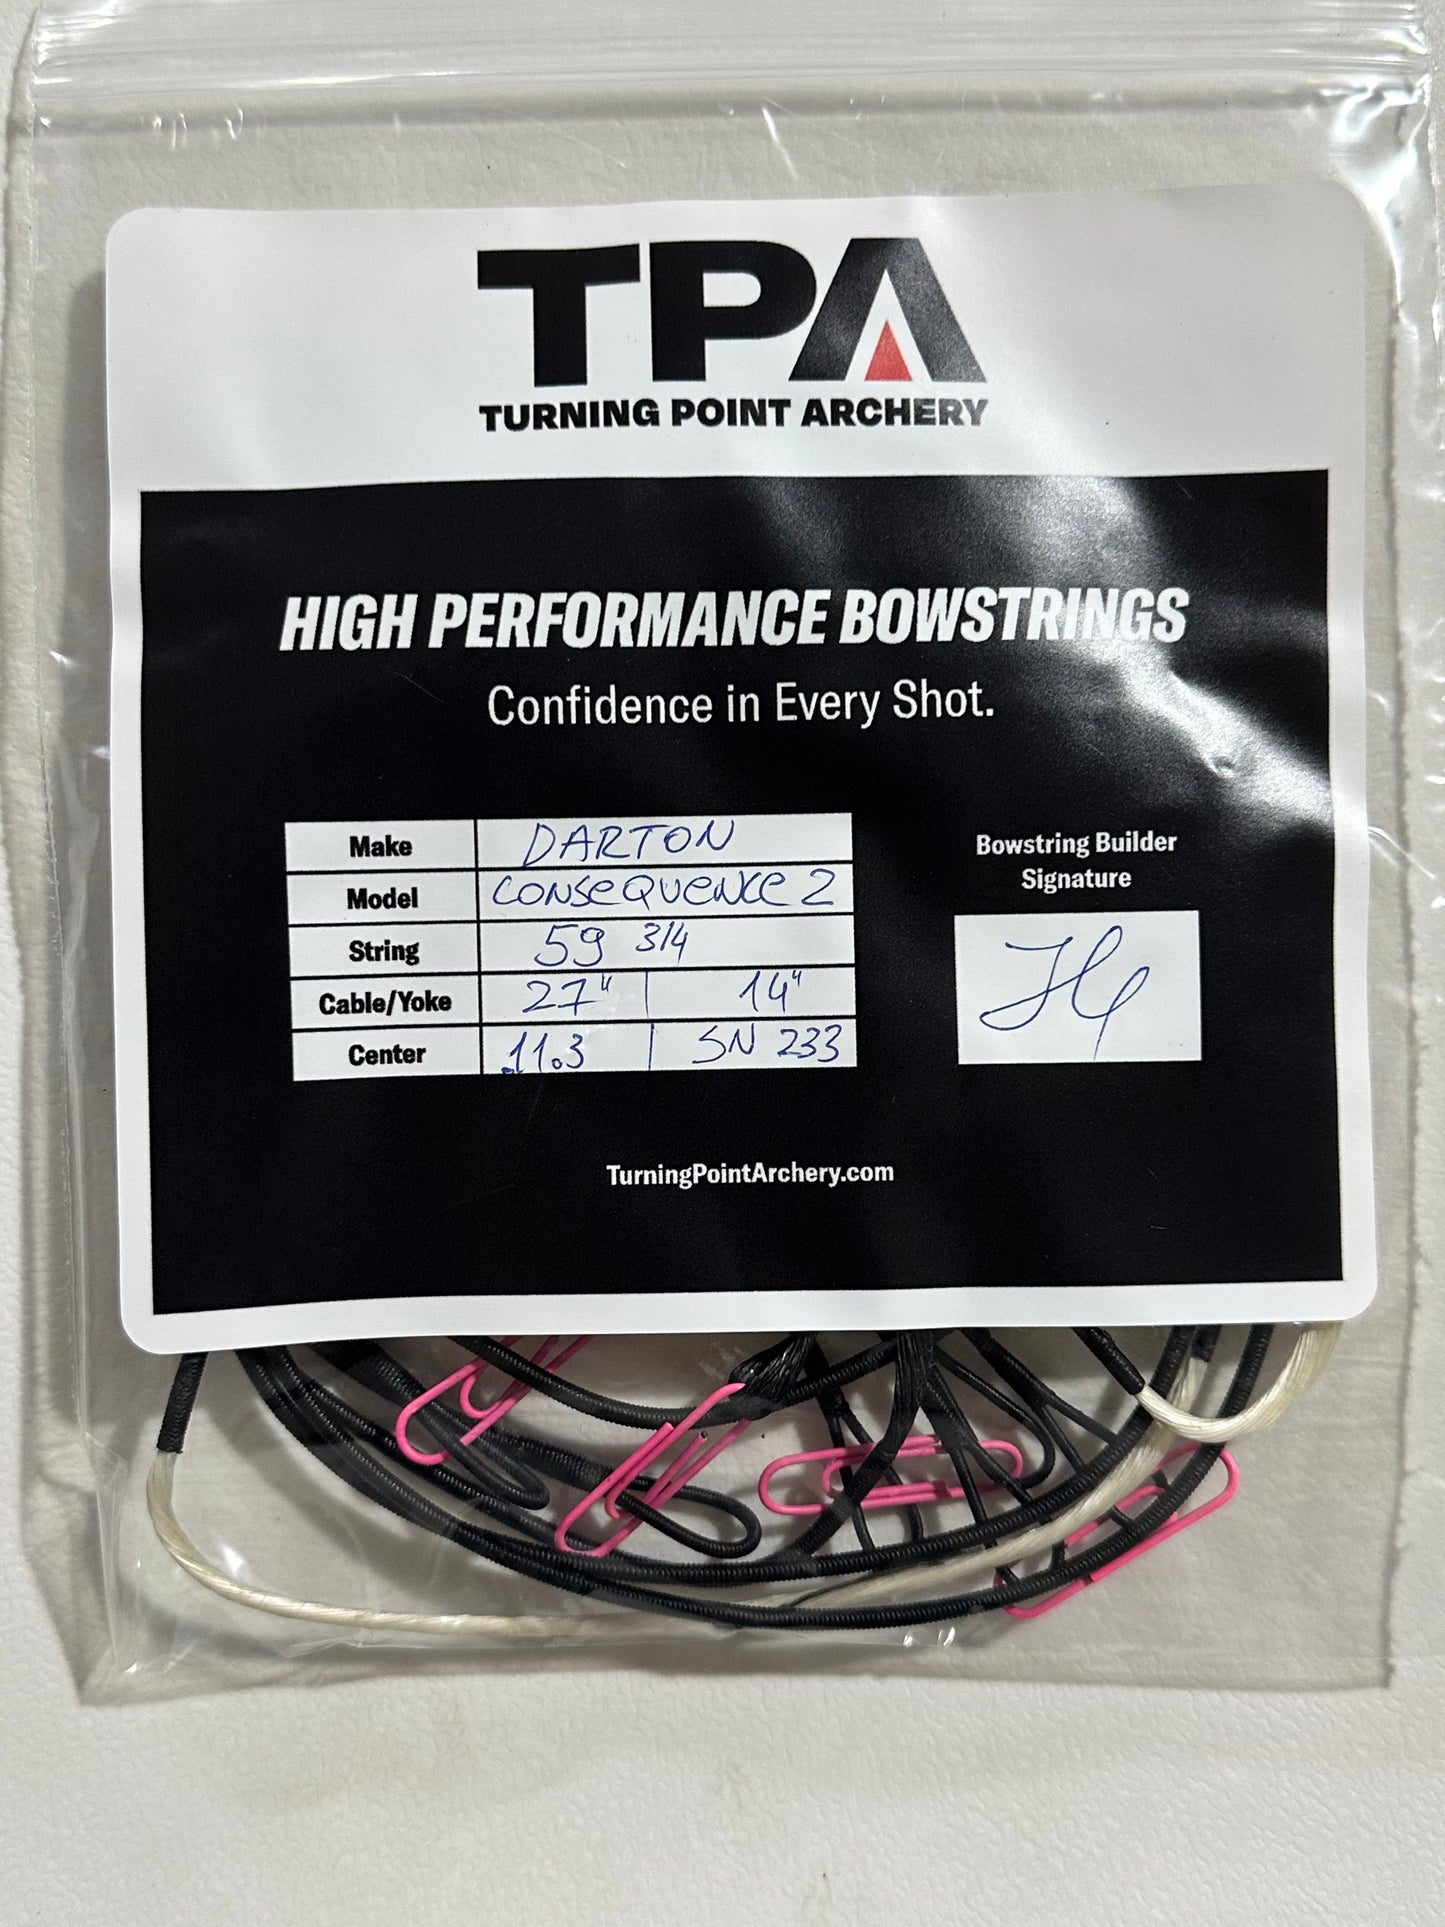 TPA
TURNING POINT ARCHERY
HIGH PERFORMANCE BOWSTRINGS
Confidence in Every Shot.
Make DARTON
Model CONSEQUENCE 2
String 59 3/4
Cable/Yoke 27" | 14"
Center .11.3 | SN 233
Bowstring Builder
Signature
TurningPointArchery.com